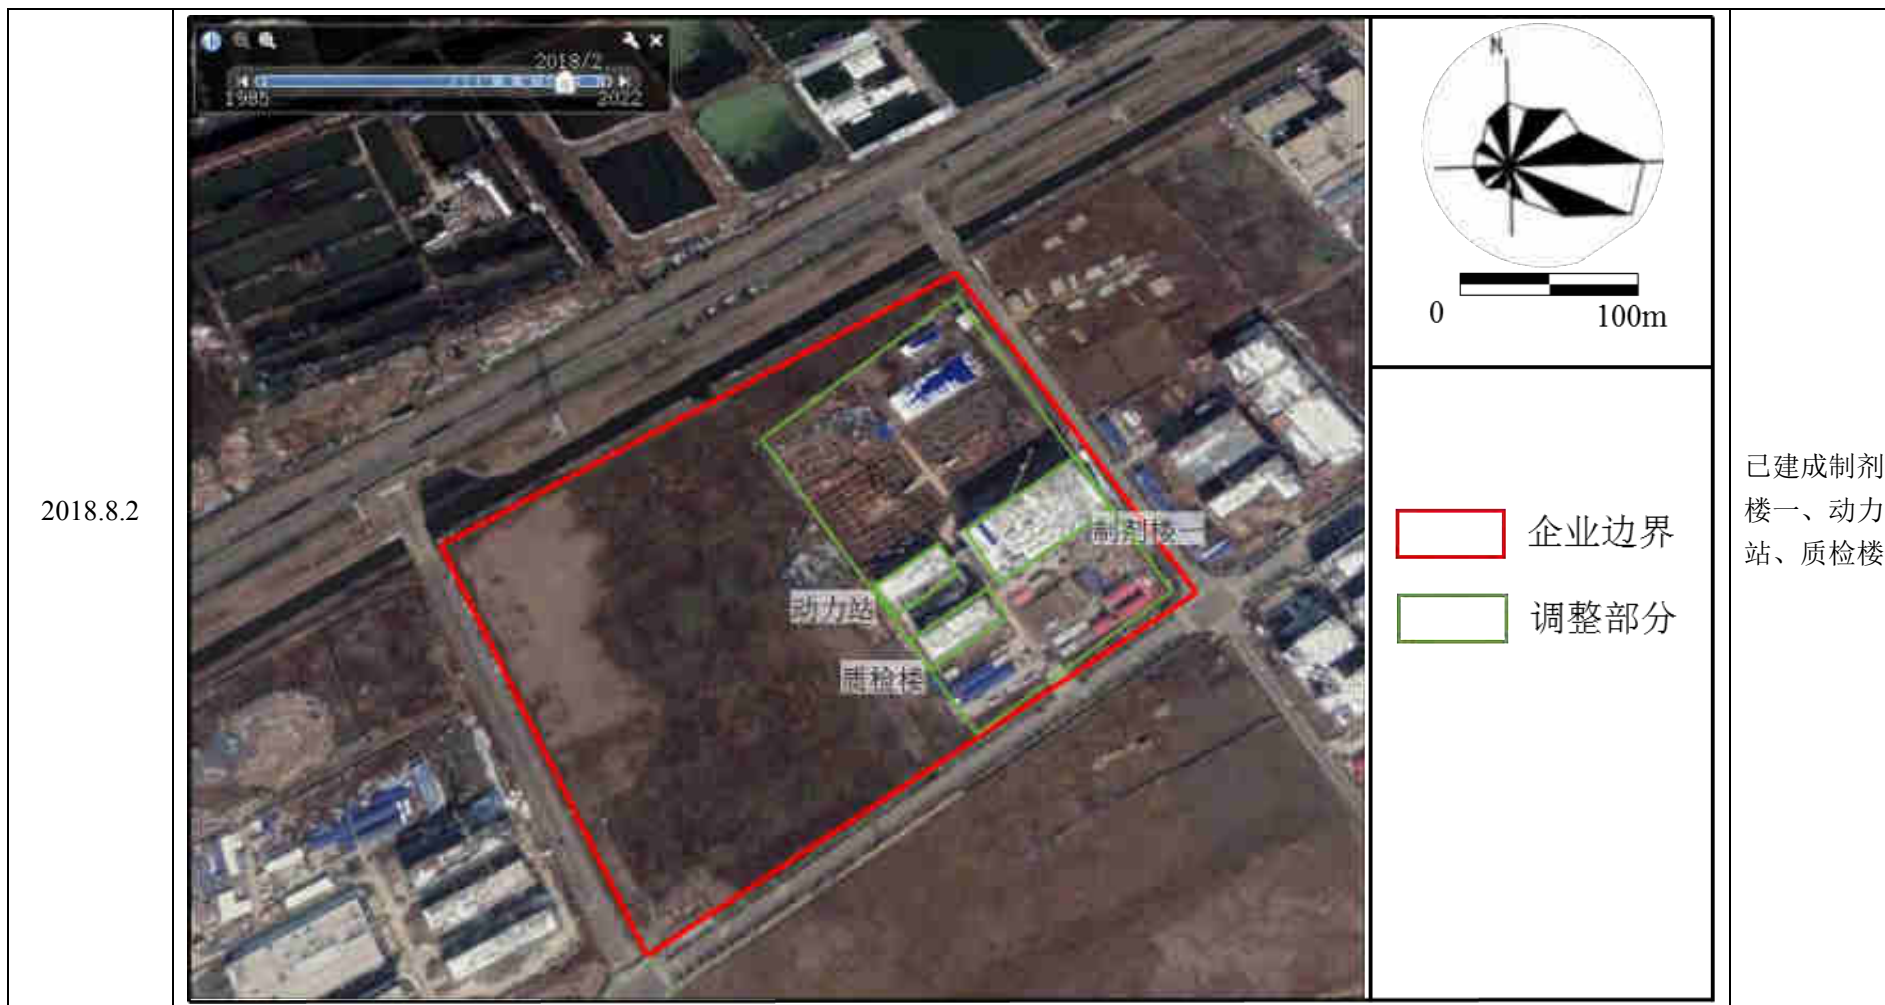 2018.8.2
2018/2
1985
2022
制剂楼一
动力站
质检楼
N
0
100m
企业边界
调整部分
已建成制剂
楼一、动力
站、质检楼